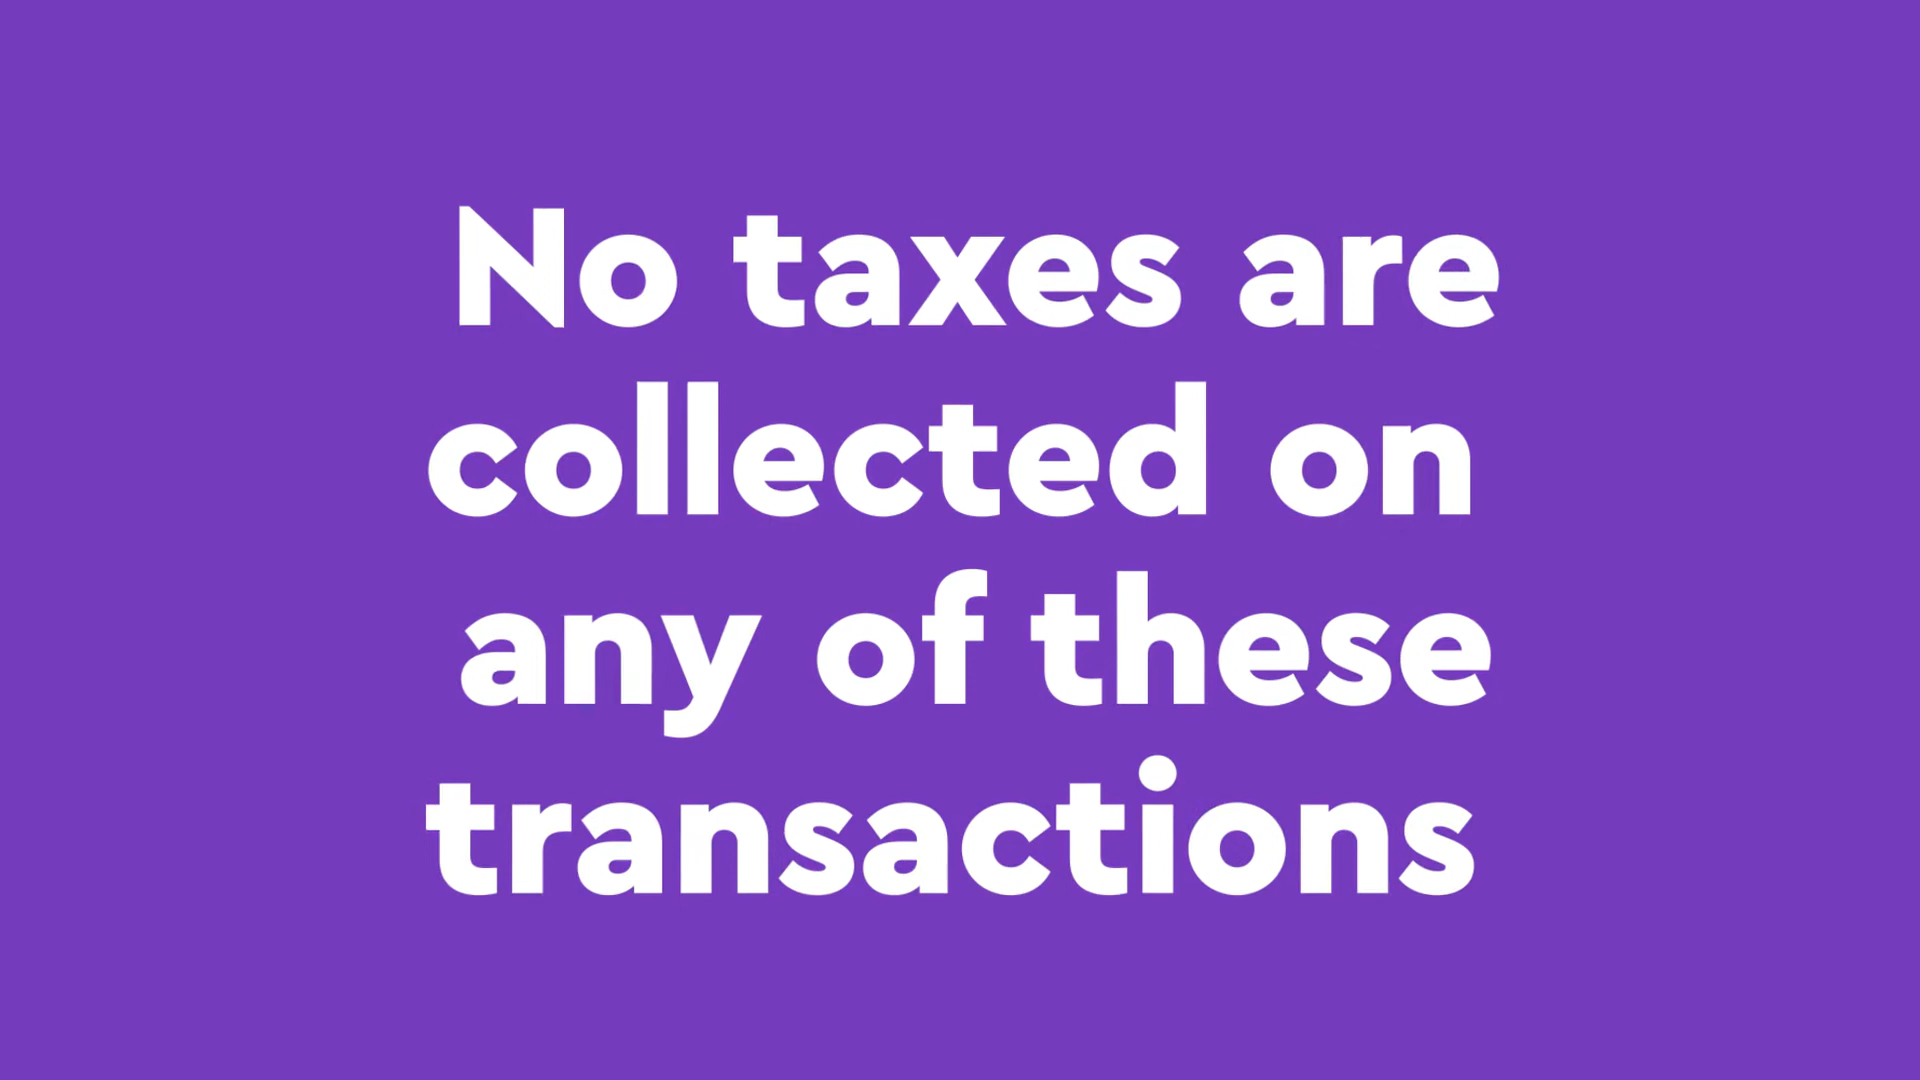 No taxes are
collected on
any of these
transactions